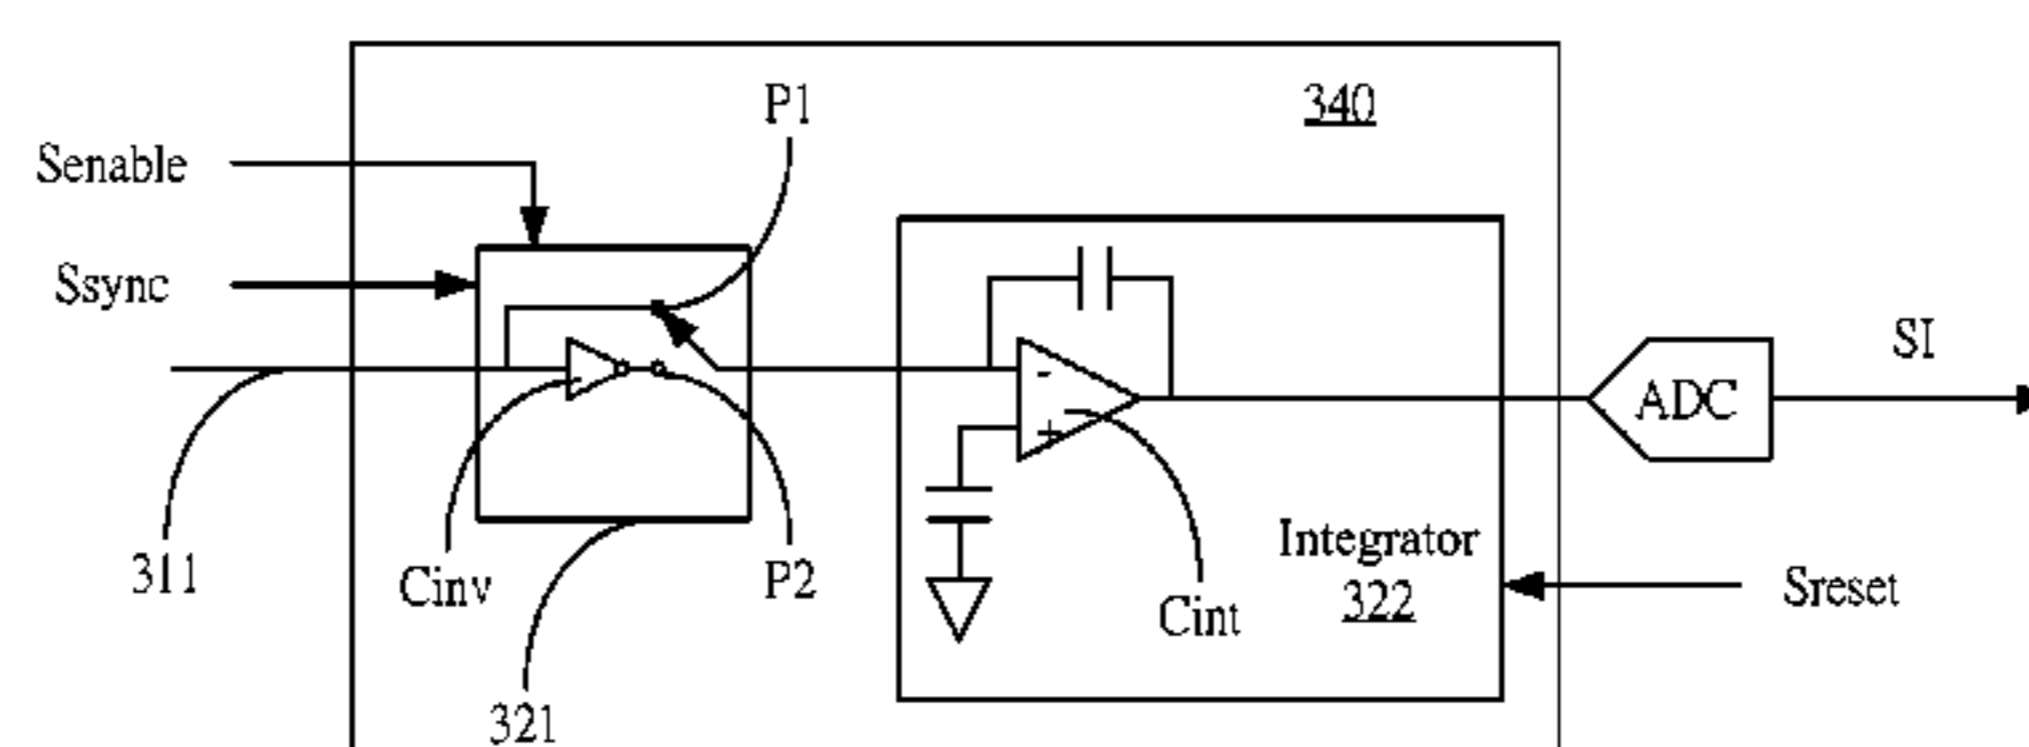 P1
340
Senable
Ssync
SI
ADC
-
+
Integrator
322
311
Cinv
P2
Cint
Sreset
321